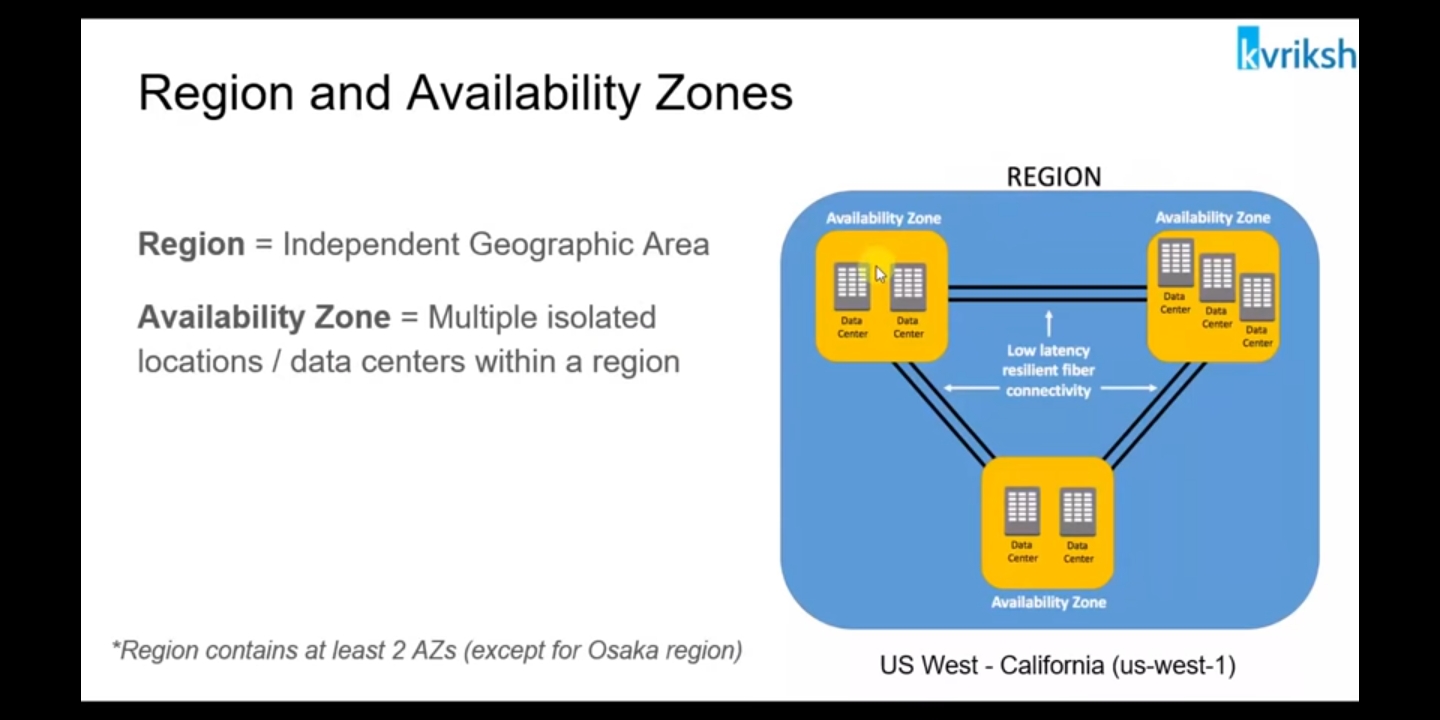 kvriksh
Region and Availability Zones
Region = Independent Geographic Area
Availability Zone = Multiple isolated
locations / data centers within a region
*Region contains at least 2 AZs (except for Osaka region)
REGION
Availability Zone
Data
Center
Data
Center
Availability Zone
Data
Center
Data
Center
Data
Center
Low latency
resilient fiber
connectivity
Data
Center
Data
Center
Availability Zone
US West - California (us-west-1)